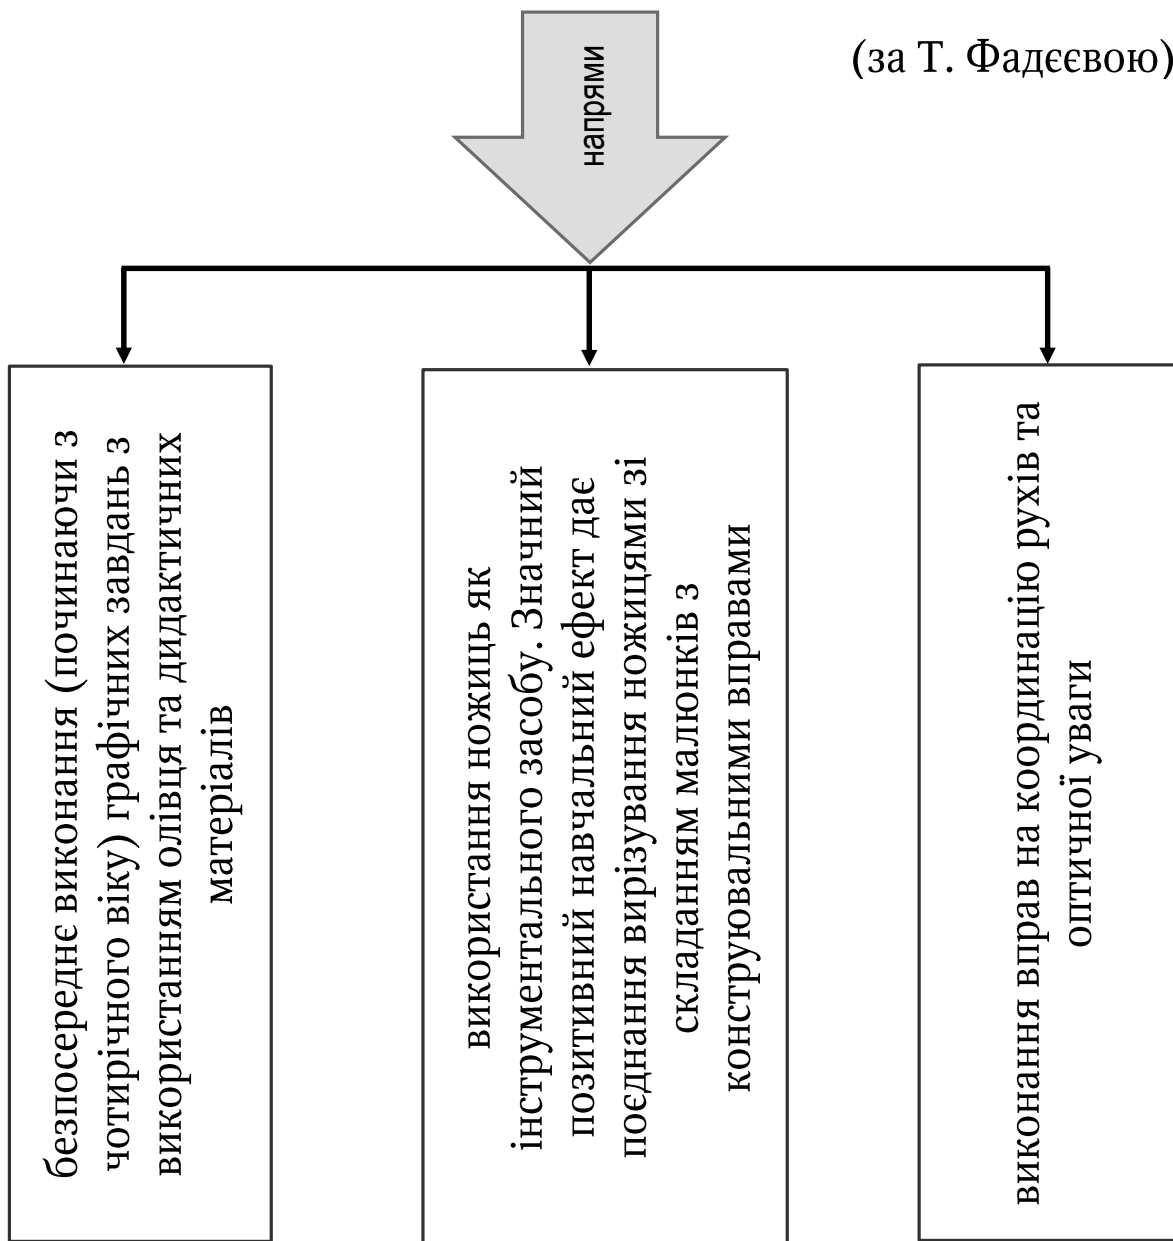 (за Т. Фадєєвою)
напрями
безпосереднє виконання (починаючи з
чотирічного віку) графічних завдань з
використанням олівця та дидактичних
матеріалів
використання ножиць як
інструментального засобу. Значний
позитивний навчальний ефект дає
поєднання вирізування ножицями зі
складанням малюнків з
конструювальними вправами
виконання вправ на координацію рухів та
оптичної уваги